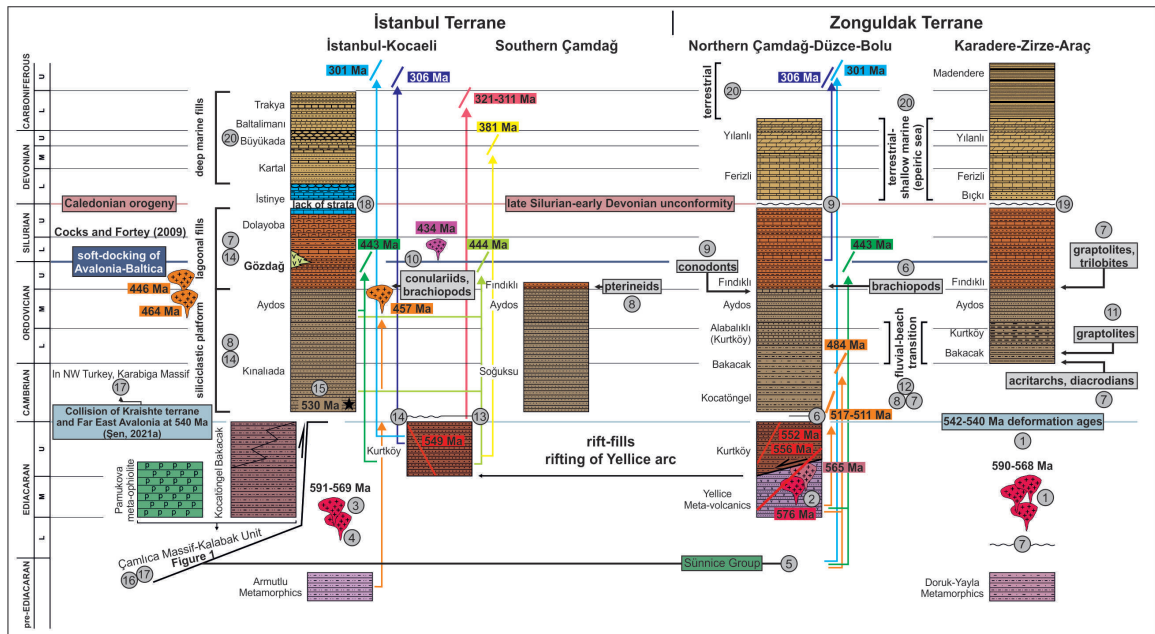 İstanbul Terrane
Zonguldak Terrane
İstanbul-Kocaeli
Southern Çamdağ
Northern Çamdağ-Düzce-Bolu
Karadere-Zirze-Araç
CARBONIFEROUS
U
L
DEVONIAN
U
M
L
SILURIAN
U
L
ORDOVICIAN
U
M
L
CAMBRIAN
U
M
L
EDIACARAN
U
M
L
pre-EDIACARAN
Caledonian orogeny
Cocks and Fortey (2009)
soft-docking of
Avalonia-Baltica
446 Ma
464 Ma
In NW Turkey, Karabiga Massif
17
Collision of Kraishte terrane
and Far East Avalonia at 540 Ma
(Şen, 2021a)
Pamukova
meta-ophiolite
Kocatöngel Bakacak
Çamlıca Massif-Kalabak Unit
Figure 1
16
17
deep marine fills
20
lagoonal fills
7
14
siliciclastic platform
8
14
Trakya
Baltalimanı
Büyükada
Kartal
İstinye
Dolayoba
Gözdağ
Aydos
Kınalıada
lack of strata
18
15
530 Ma
301 Ma
306 Ma
321-311 Ma
381 Ma
434 Ma
443 Ma
444 Ma
10
conulariids,
brachiopods
457 Ma
14
13
Kurtköy
549 Ma
591-569 Ma
3
4
Armutlu
Metamorphics
late Silurian-early Devonian unconformity
Fındıklı
Aydos
Soğuksu
pterineids
8
rift-fills
rifting of Yellice arc
Sünnice Group
5
306 Ma
301 Ma
terrestrial
20
Yılanlı
Ferizli
9
9
conodonts
443 Ma
6
brachiopods
Fındıklı
Aydos
Alabalıklı
(Kurtköy)
Bakacak
Kocatöngel
484 Ma
fluvial-beach
transition
12
8
7
6
517-511 Ma
552 Ma
556 Ma
565 Ma
Kurtköy
Yellice
Meta-volcanics
2
576 Ma
20
terrestrial-
shallow marine
(epeiric sea)
Madendere
Yılanlı
Ferizli
Bıçkı
19
7
graptolites,
trilobites
Fındıklı
Aydos
Kurtköy
Bakacak
11
graptolites
acritarchs, diacrodians
7
542-540 Ma deformation ages
1
590-568 Ma
1
7
Doruk-Yayla
Metamorphics